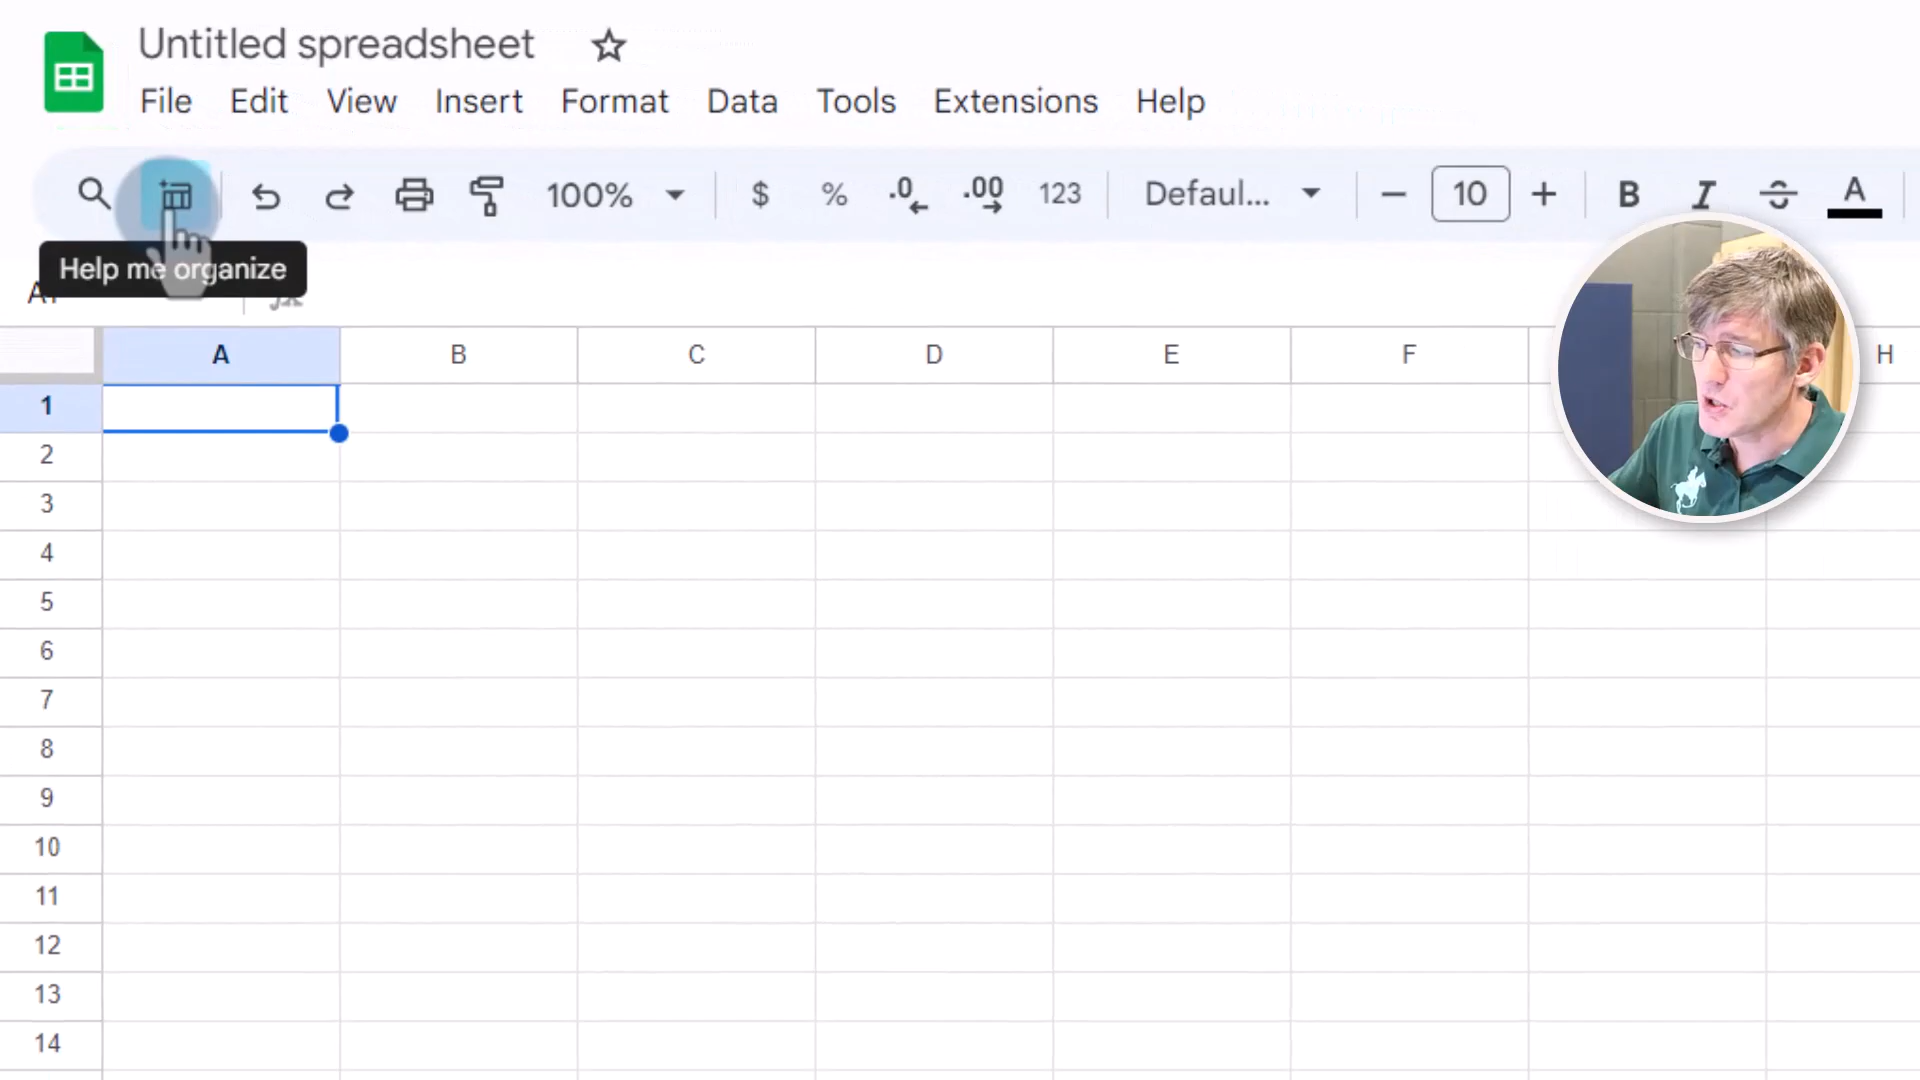 Untitled spreadsheet
File Edit View Insert Format Data Tools Extensions Help
100% $ % .0 .00 123 Defaul... 10 B I A
Help me organize
fx
A B C D E F H
1
2
3
4
5
6
7
8
9
10
11
12
13
14